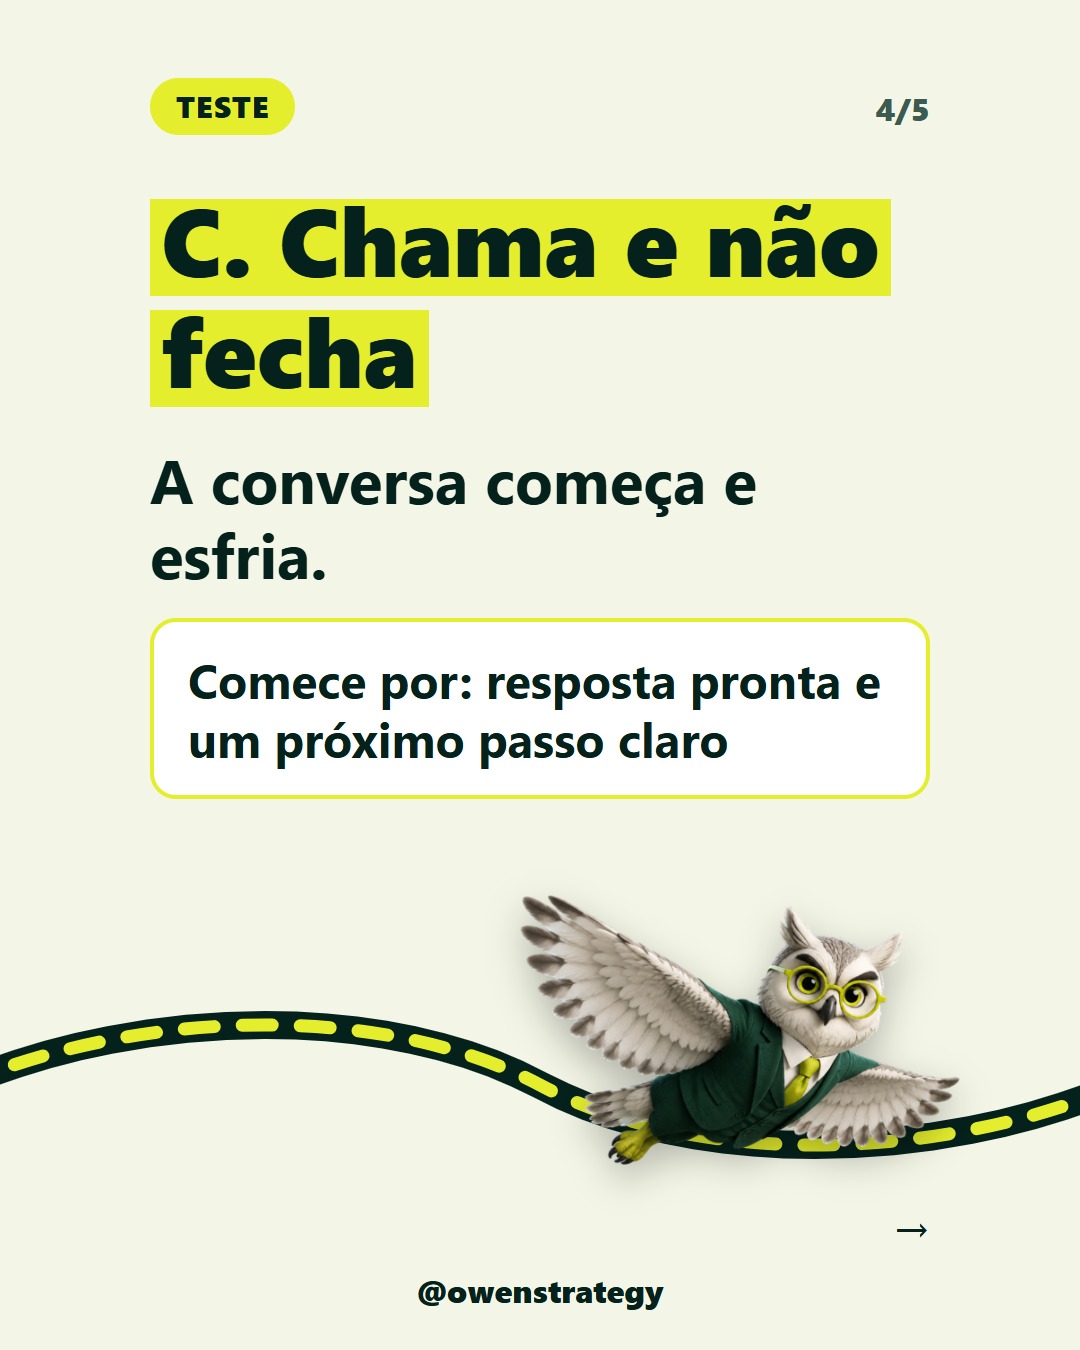 TESTE
4/5
C. Chama e não
fecha
A conversa começa e
esfria.
Comece por: resposta pronta e
um próximo passo claro
→
@owenstrategy